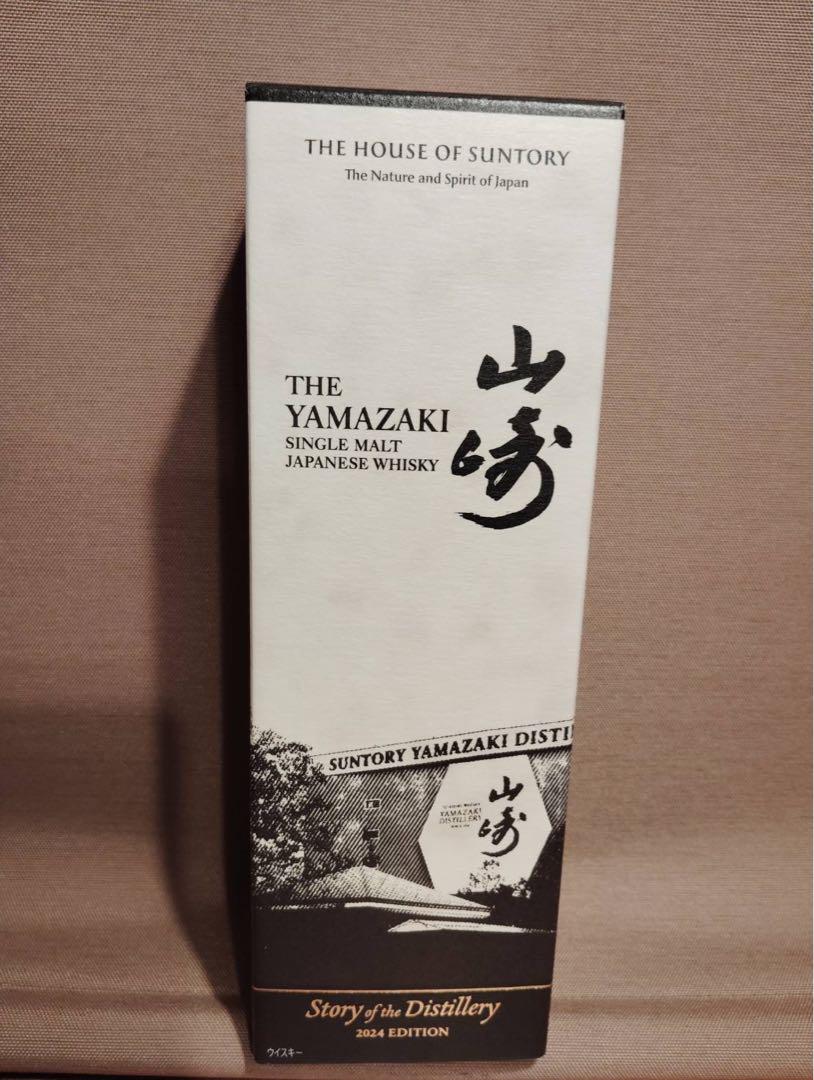 THE HOUSE OF SUNTORY
The Nature and Spirit of Japan
THE
YAMAZAKI
SINGLE MALT
JAPANESE WHISKY
山崎
SUNTORY YAMAZAKI DISTI
YAMAZAKI
DISTILLERY
山崎
Story of the Distillery
2024 EDITION
ウイスキー